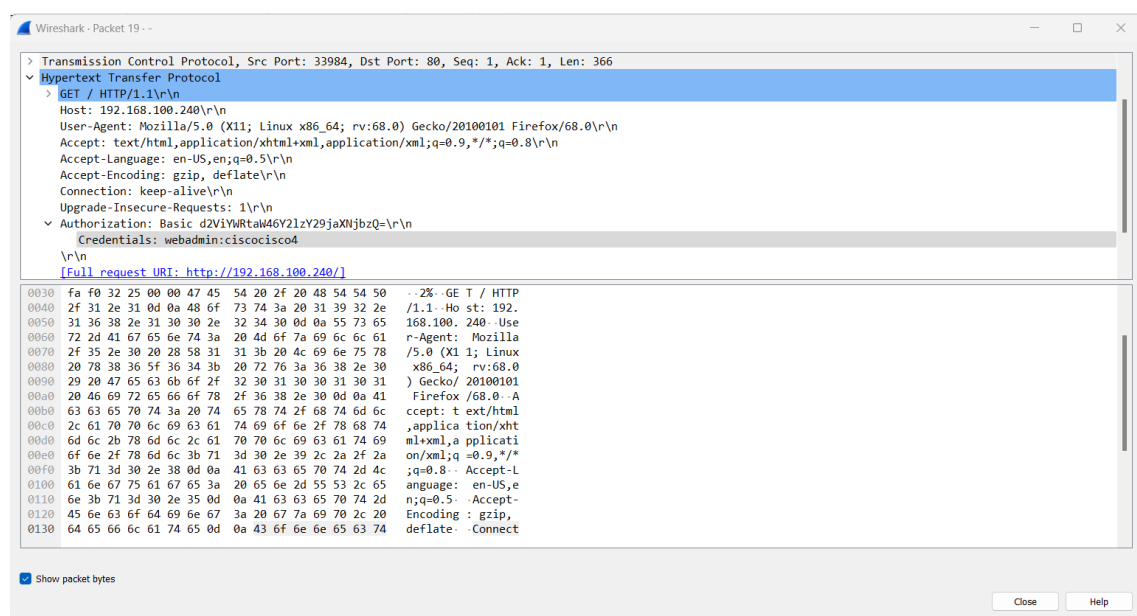 Wireshark · Packet 19 · -
Transmission Control Protocol, Src Port: 33984, Dst Port: 80, Seq: 1, Ack: 1, Len: 366
Hypertext Transfer Protocol
GET / HTTP/1.1\r\n
Host: 192.168.100.240\r\n
User-Agent: Mozilla/5.0 (X11; Linux x86_64; rv:68.0) Gecko/20100101 Firefox/68.0\r\n
Accept: text/html,application/xhtml+xml,application/xml;q=0.9,*/*;q=0.8\r\n
Accept-Language: en-US,en;q=0.5\r\n
Accept-Encoding: gzip, deflate\r\n
Connection: keep-alive\r\n
Upgrade-Insecure-Requests: 1\r\n
Authorization: Basic d2ViYWRtaW46Y2lzY29jaXNjbzQ=\r\n
Credentials: webadmin:ciscocisco4
\r\n
[Full request URI: http://192.168.100.240/]
0030 fa f0 32 25 00 00 47 45 54 20 2f 20 48 54 54 50 ··2%··GE T / HTTP
0040 2f 31 2e 31 0d 0a 48 6f 73 74 3a 20 31 39 32 2e /1.1··Ho st: 192.
0050 31 36 38 2e 31 30 30 2e 32 34 30 0d 0a 55 73 65 168.100. 240··Use
0060 72 2d 41 67 65 6e 74 3a 20 4d 6f 7a 69 6c 6c 61 r-Agent: Mozilla
0070 2f 35 2e 30 20 28 58 31 31 3b 20 4c 69 6e 75 78 /5.0 (X1 1; Linux
0080 20 78 38 36 5f 36 34 3b 20 72 76 3a 36 38 2e 30 x86_64; rv:68.0
0090 29 20 47 65 63 6b 6f 2f 32 30 31 30 30 31 30 31 ) Gecko/ 20100101
00a0 20 46 69 72 65 66 6f 78 2f 36 38 2e 30 0d 0a 41 Firefox /68.0··A
00b0 63 63 65 70 74 3a 20 74 65 78 74 2f 68 74 6d 6c ccept: t ext/html
00c0 2c 61 70 70 6c 69 63 61 74 69 6f 6e 2f 78 68 74 ,applica tion/xht
00d0 6d 6c 2b 78 6d 6c 2c 61 70 70 6c 69 63 61 74 69 ml+xml,a pplicati
00e0 6f 6e 2f 78 6d 6c 3b 71 3d 30 2e 39 2c 2a 2f 2a on/xml;q =0.9,*/*
00f0 3b 71 3d 30 2e 38 0d 0a 41 63 63 65 70 74 2d 4c ;q=0.8·· Accept-L
0100 61 6e 67 75 61 67 65 3a 20 65 6e 2d 55 53 2c 65 anguage: en-US,e
0110 6e 3b 71 3d 30 2e 35 0d 0a 41 63 63 65 70 74 2d n;q=0.5· ·Accept-
0120 45 6e 63 6f 64 69 6e 67 3a 20 67 7a 69 70 2c 20 Encoding : gzip,
0130 64 65 66 6c 61 74 65 0d 0a 43 6f 6e 6e 65 63 74 deflate· ·Connect
Show packet bytes
Close Help